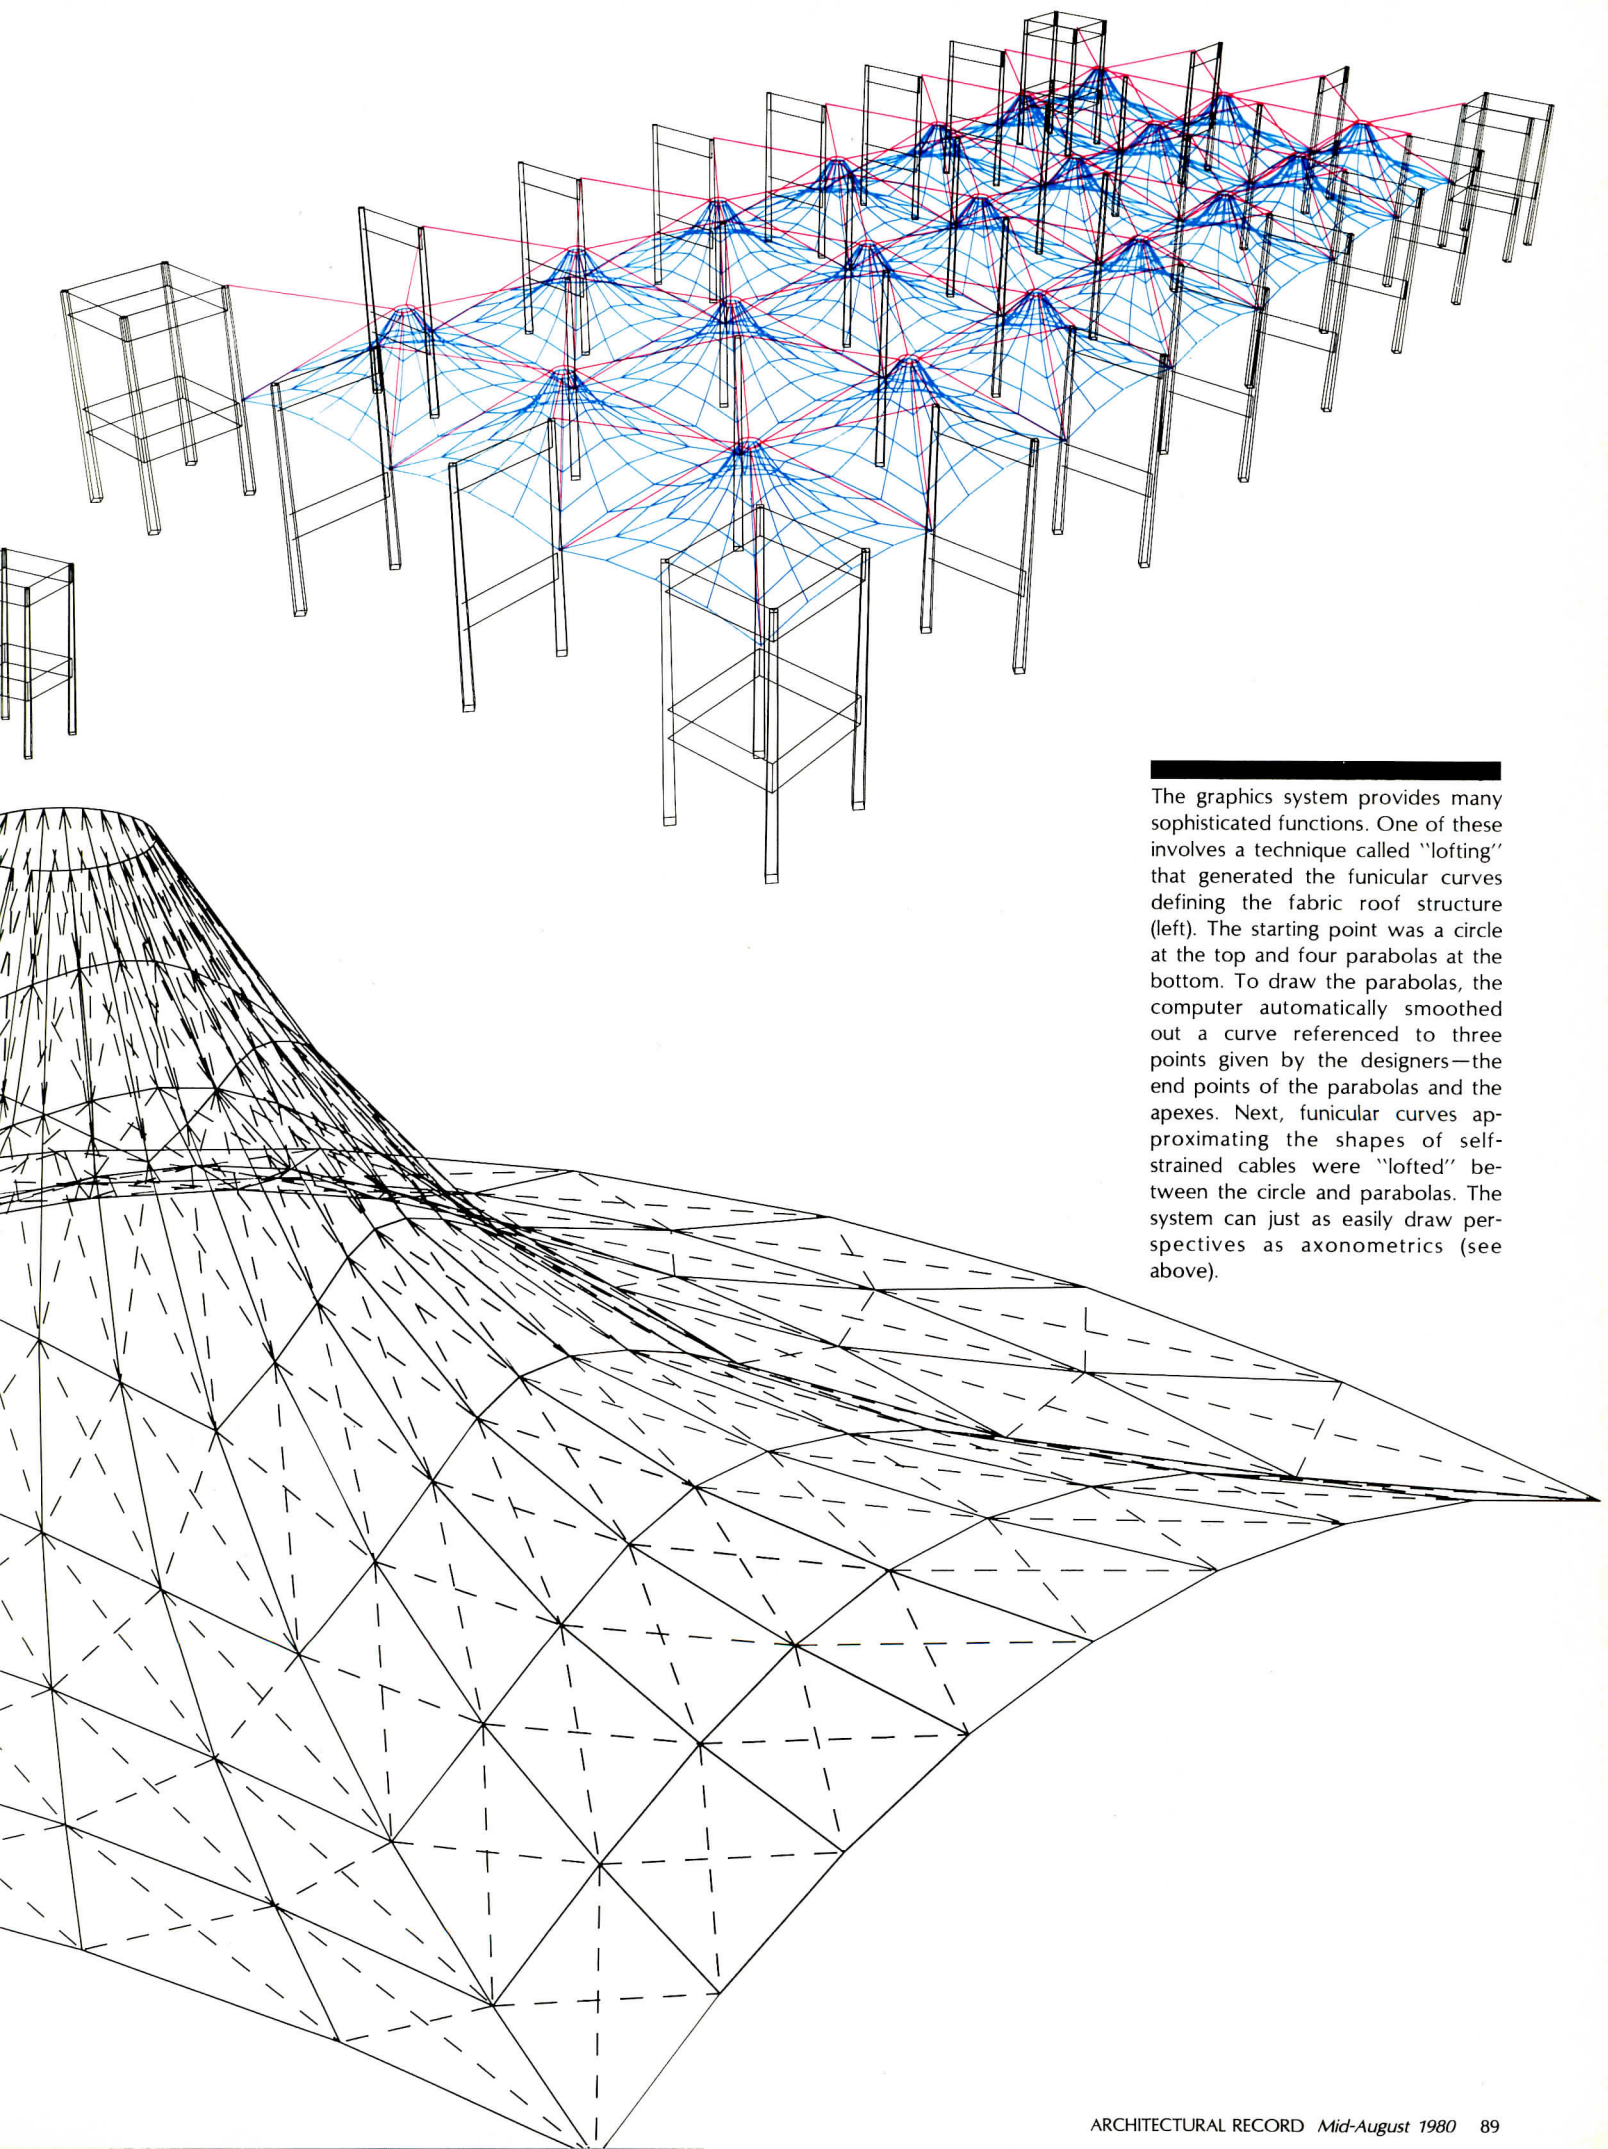 The graphics system provides many
sophisticated functions. One of these
involves a technique called "lofting"
that generated the funicular curves
defining the fabric roof structure
(left). The starting point was a circle
at the top and four parabolas at the
bottom. To draw the parabolas, the
computer automatically smoothed
out a curve referenced to three
points given by the designers—the
end points of the parabolas and the
apexes. Next, funicular curves ap-
proximating the shapes of self-
strained cables were "lofted" be-
tween the circle and parabolas. The
system can just as easily draw per-
spectives as axonometrics (see
above).
ARCHITECTURAL RECORD Mid-August 1980 89